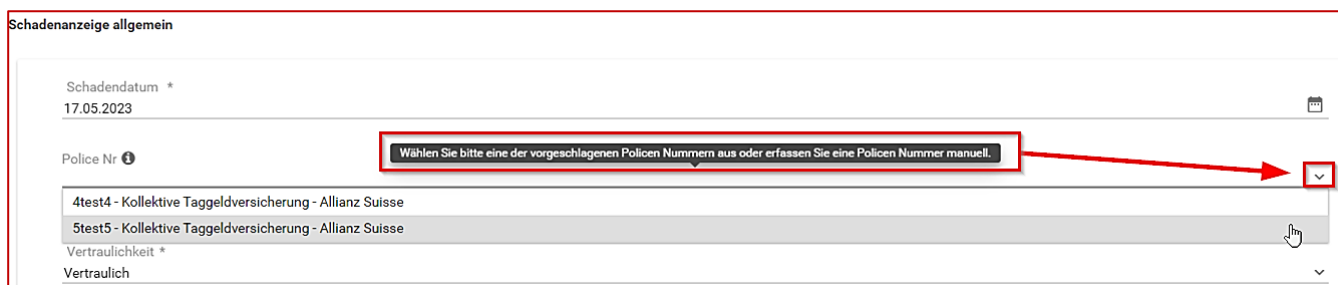 Schadenanzeige allgemein
Schadendatum *
17.05.2023
Police Nr
Wählen Sie bitte eine der vorgeschlagenen Policen Nummern aus oder erfassen Sie eine Policen Nummer manuell.
4test4 - Kollektive Taggeldversicherung - Allianz Suisse
5test5 - Kollektive Taggeldversicherung - Allianz Suisse
Vertraulichkeit *
Vertraulich